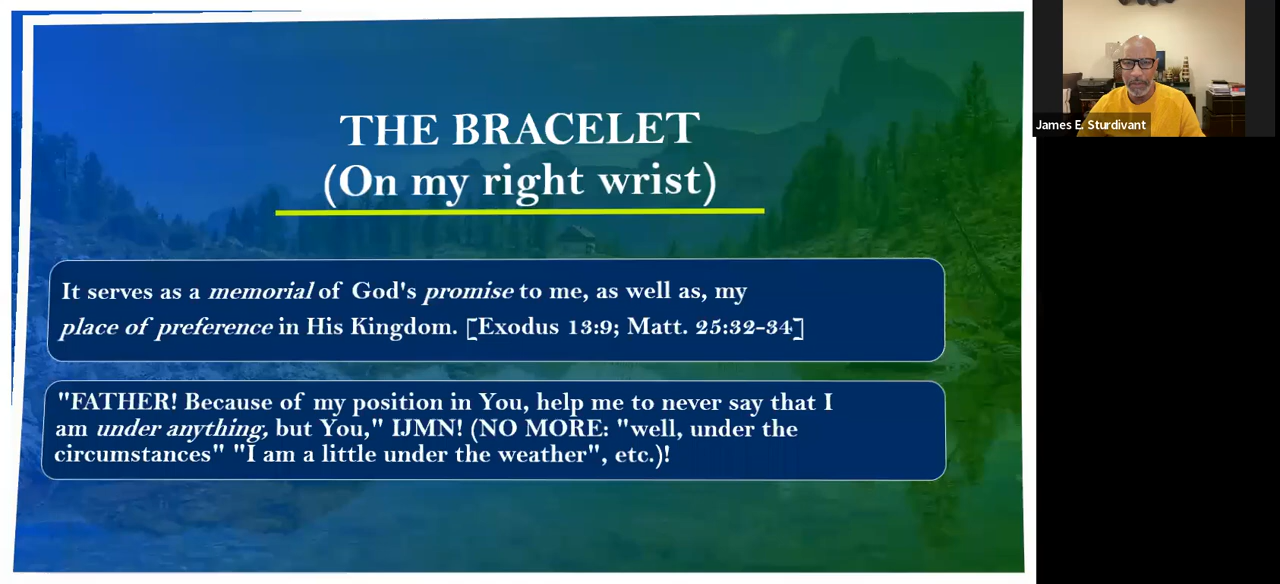 THE BRACELET
(On my right wrist)
It serves as a memorial of God's promise to me, as well as, my
place of preference in His Kingdom. [Exodus 13:9; Matt. 25:32-34]
"FATHER! Because of my position in You, help me to never say that I
am under anything, but You," IJMN! (NO MORE: "well, under the
circumstances" "I am a little under the weather", etc.)!
James E. Sturdivant